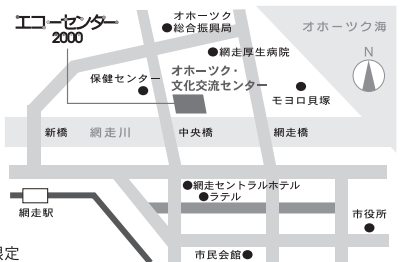 エコーセンター
2000
オホーツク
総合振興局
オホーツク海
網走厚生病院
N
保健センター
オホーツク・
文化交流センター
モヨロ貝塚
新橋
網走川
中央橋
網走橋
網走セントラルホテル
ラテル
網走駅
市役所
市民会館
限定